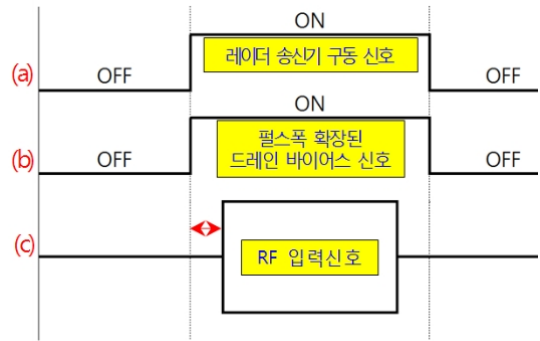 ON
(a)
OFF
레이더 송신기 구동 신호
OFF
ON
(b)
OFF
펄스폭 확장된
드레인 바이어스 신호
OFF
(c)
RF 입력신호